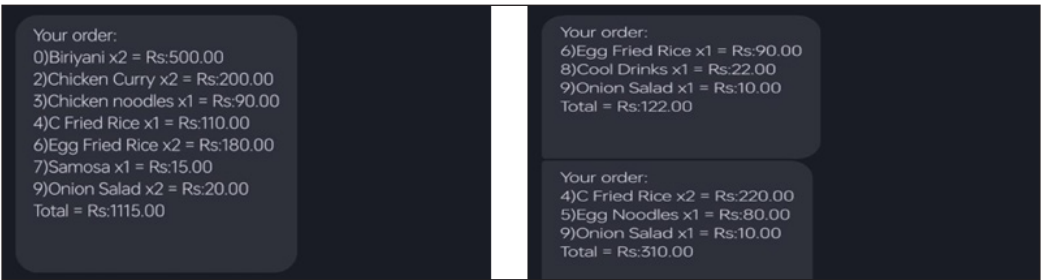 Your order:
0)Biriyani x2 = Rs:500.00
2)Chicken Curry x2 = Rs:200.00
3)Chicken noodles x1 = Rs:90.00
4)C Fried Rice x1 = Rs:110.00
6)Egg Fried Rice x2 = Rs:180.00
7)Samosa x1 = Rs:15.00
9)Onion Salad x2 = Rs:20.00
Total = Rs:1115.00
Your order:
6)Egg Fried Rice x1 = Rs:90.00
8)Cool Drinks x1 = Rs:22.00
9)Onion Salad x1 = Rs:10.00
Total = Rs:122.00
Your order:
4)C Fried Rice x2 = Rs:220.00
5)Egg Noodles x1 = Rs:80.00
9)Onion Salad x1 = Rs:10.00
Total = Rs:310.00